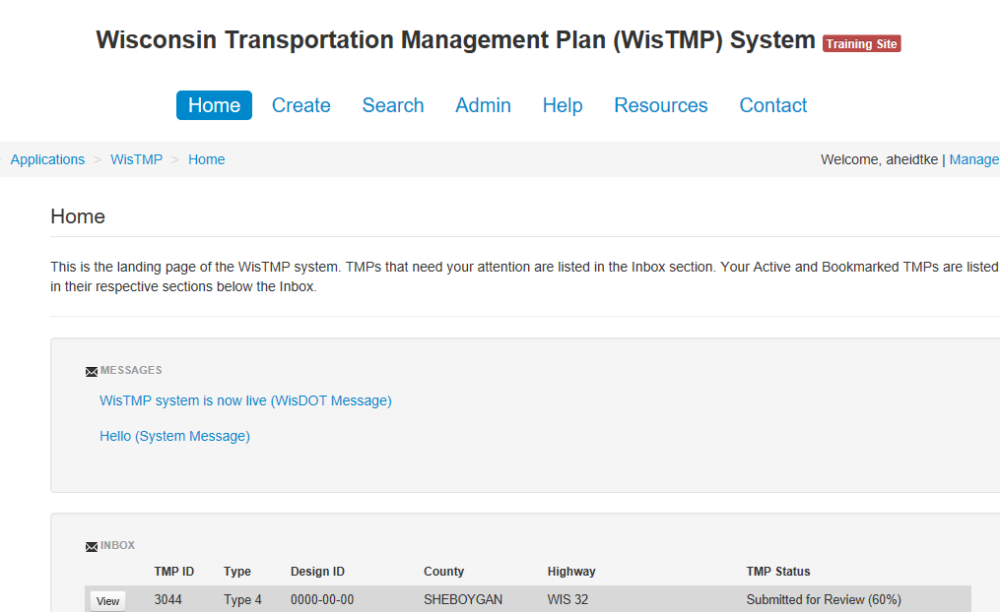 Wisconsin Transportation Management Plan (WisTMP) System Training Site
Home Create Search Admin Help Resources Contact
Applications > WisTMP > Home Welcome, aheidtke | Manage
Home
This is the landing page of the WisTMP system. TMPs that need your attention are listed in the Inbox section. Your Active and Bookmarked TMPs are listed
in their respective sections below the Inbox.
MESSAGES
WisTMP system is now live (WisDOT Message)
Hello (System Message)
INBOX
TMP ID Type Design ID County Highway TMP Status
View 3044 Type 4 0000-00-00 SHEBOYGAN WIS 32 Submitted for Review (60%)